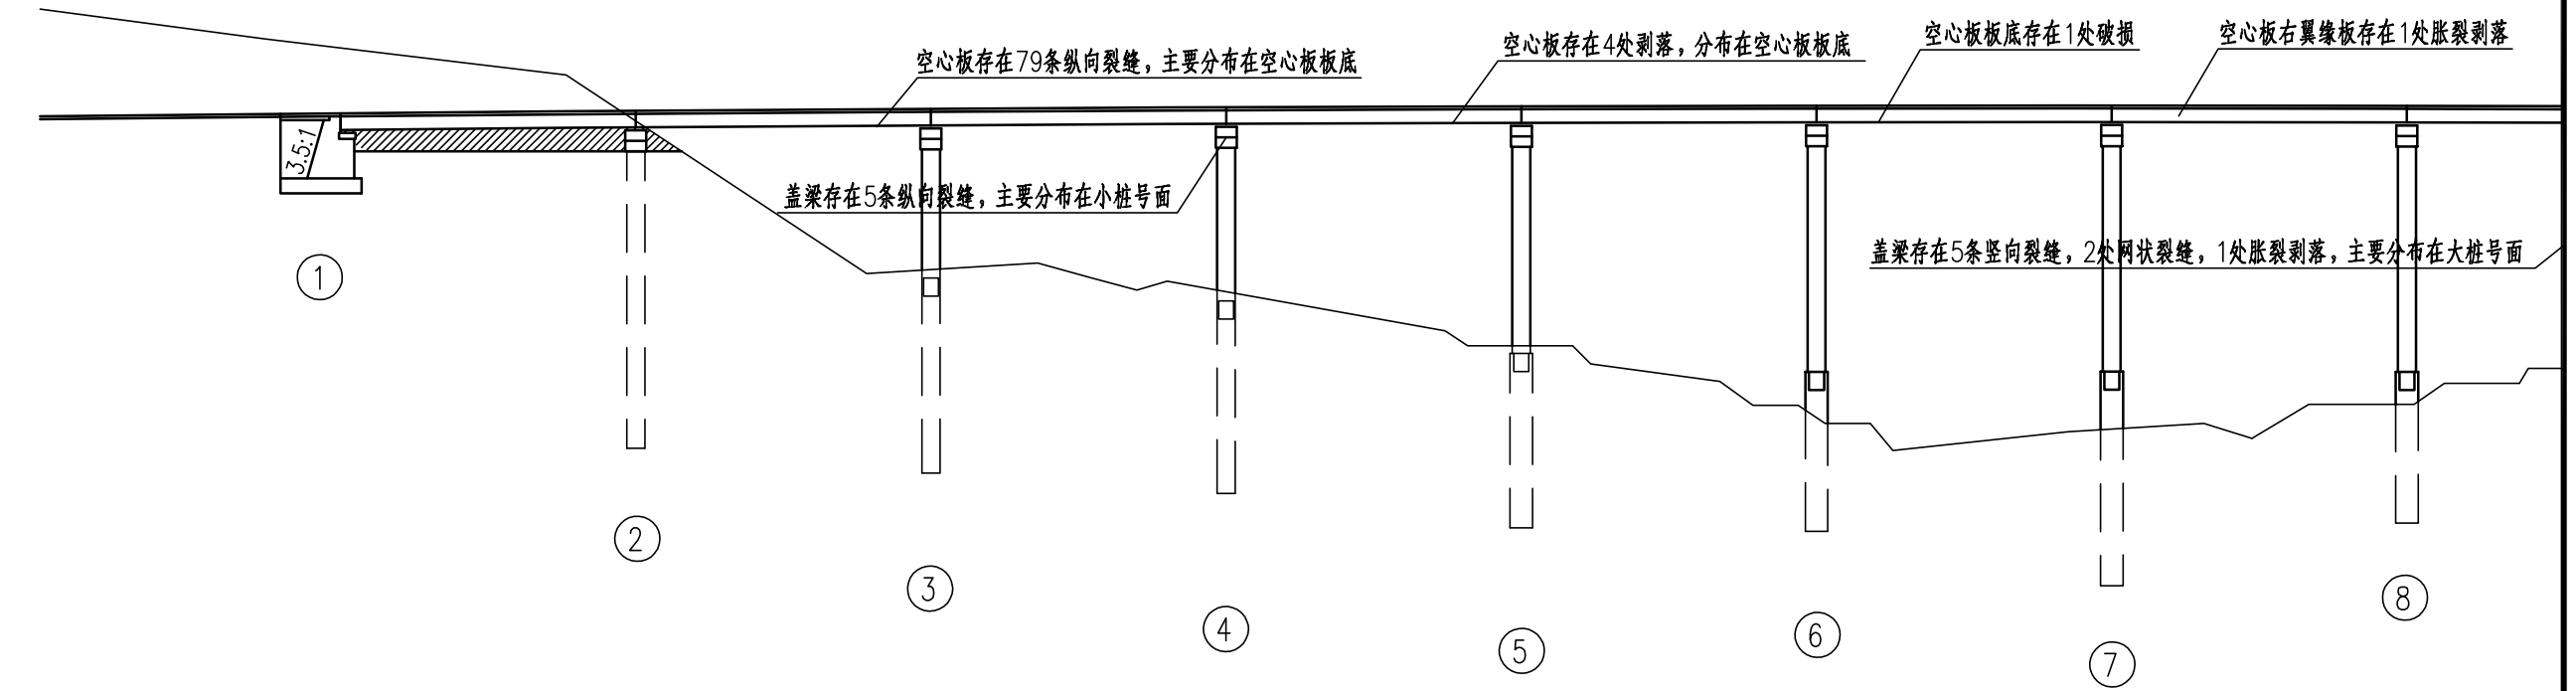 空心板存在79条纵向裂缝，主要分布在空心板板底
空心板存在4处剥落，分布在空心板板底
空心板板底存在1处破损
空心板右翼缘板存在1处胀裂剥落
3.5:1
盖梁存在5条纵向裂缝，主要分布在小桩号面
盖梁存在5条竖向裂缝，2处网状裂缝，1处胀裂剥落，主要分布在大桩号面
1
2
3
4
5
6
7
8